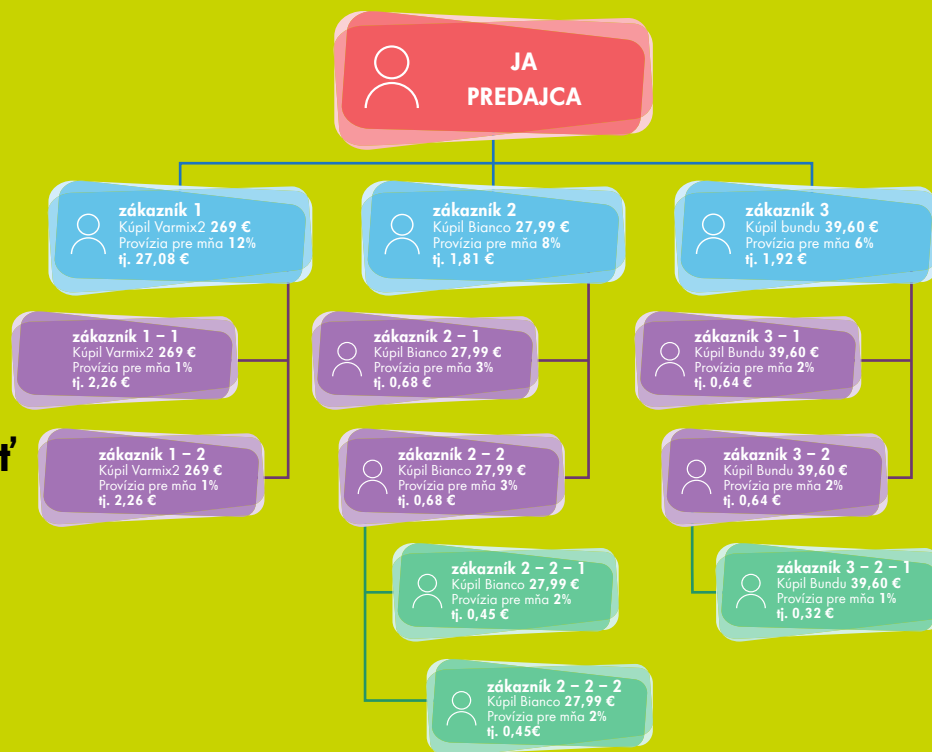 JA
PREDAJCA
zákazník 1
Kúpil Varmix2 269 €
Provízia pre mňa 12%
tj. 27,08 €
zákazník 2
Kúpil Bianco 27,99 €
Provízia pre mňa 8%
tj. 1,81 €
zákazník 3
Kúpil bundu 39,60 €
Provízia pre mňa 6%
tj. 1,92 €
zákazník 1 – 1
Kúpil Varmix2 269 €
Provízia pre mňa 1%
tj. 2,26 €
zákazník 2 – 1
Kúpil Bianco 27,99 €
Provízia pre mňa 3%
tj. 0,68 €
zákazník 3 – 1
Kúpil Bundu 39,60 €
Provízia pre mňa 2%
tj. 0,64 €
zákazník 1 – 2
Kúpil Varmix2 269 €
Provízia pre mňa 1%
tj. 2,26 €
zákazník 2 – 2
Kúpil Bianco 27,99 €
Provízia pre mňa 3%
tj. 0,68 €
zákazník 3 – 2
Kúpil Bundu 39,60 €
Provízia pre mňa 2%
tj. 0,64 €
zákazník 2 – 2 – 1
Kúpil Bianco 27,99 €
Provízia pre mňa 2%
tj. 0,45 €
zákazník 3 – 2 – 1
Kúpil Bundu 39,60 €
Provízia pre mňa 1%
tj. 0,32 €
zákazník 2 – 2 – 2
Kúpil Bianco 27,99 €
Provízia pre mňa 2%
tj. 0,45€